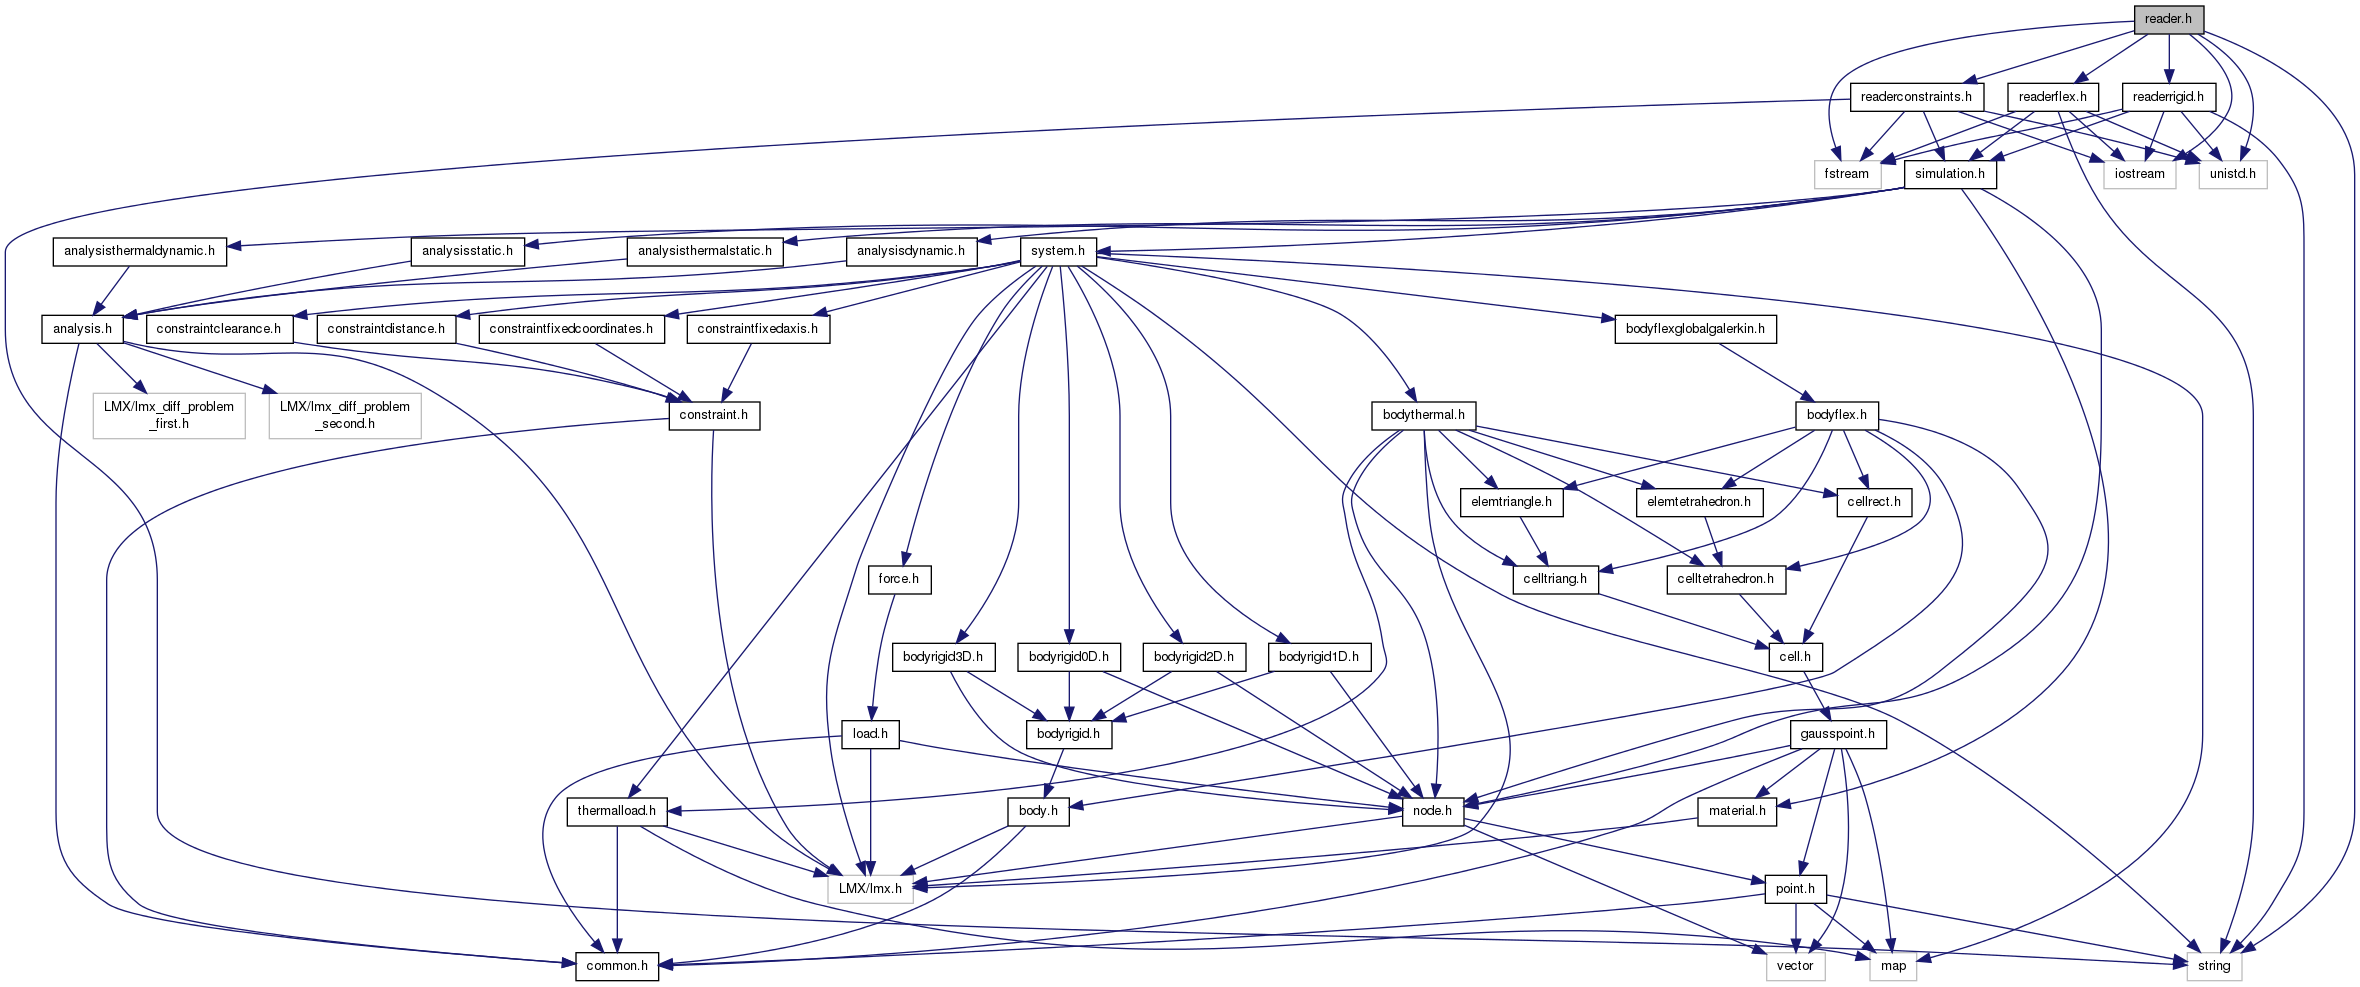 reader.h
readerconstraints.h
readerflex.h
readerrigid.h
fstream
simulation.h
iostream
unistd.h
analysisthermaldynamic.h
analysisstatic.h
analysisthermalstatic.h
analysisdynamic.h
system.h
analysis.h
constraintclearance.h
constraintdistance.h
constraintfixedcoordinates.h
constraintfixedaxis.h
bodyflexglobalgalerkin.h
LMX/lmx_diff_problem
_first.h
LMX/lmx_diff_problem
_second.h
constraint.h
bodythermal.h
bodyflex.h
elemtriangle.h
elemtetrahedron.h
cellrect.h
force.h
celltriang.h
celltetrahedron.h
bodyrigid3D.h
bodyrigid0D.h
bodyrigid2D.h
bodyrigid1D.h
cell.h
load.h
bodyrigid.h
gausspoint.h
thermalload.h
body.h
node.h
material.h
LMX/lmx.h
point.h
common.h
vector
map
string